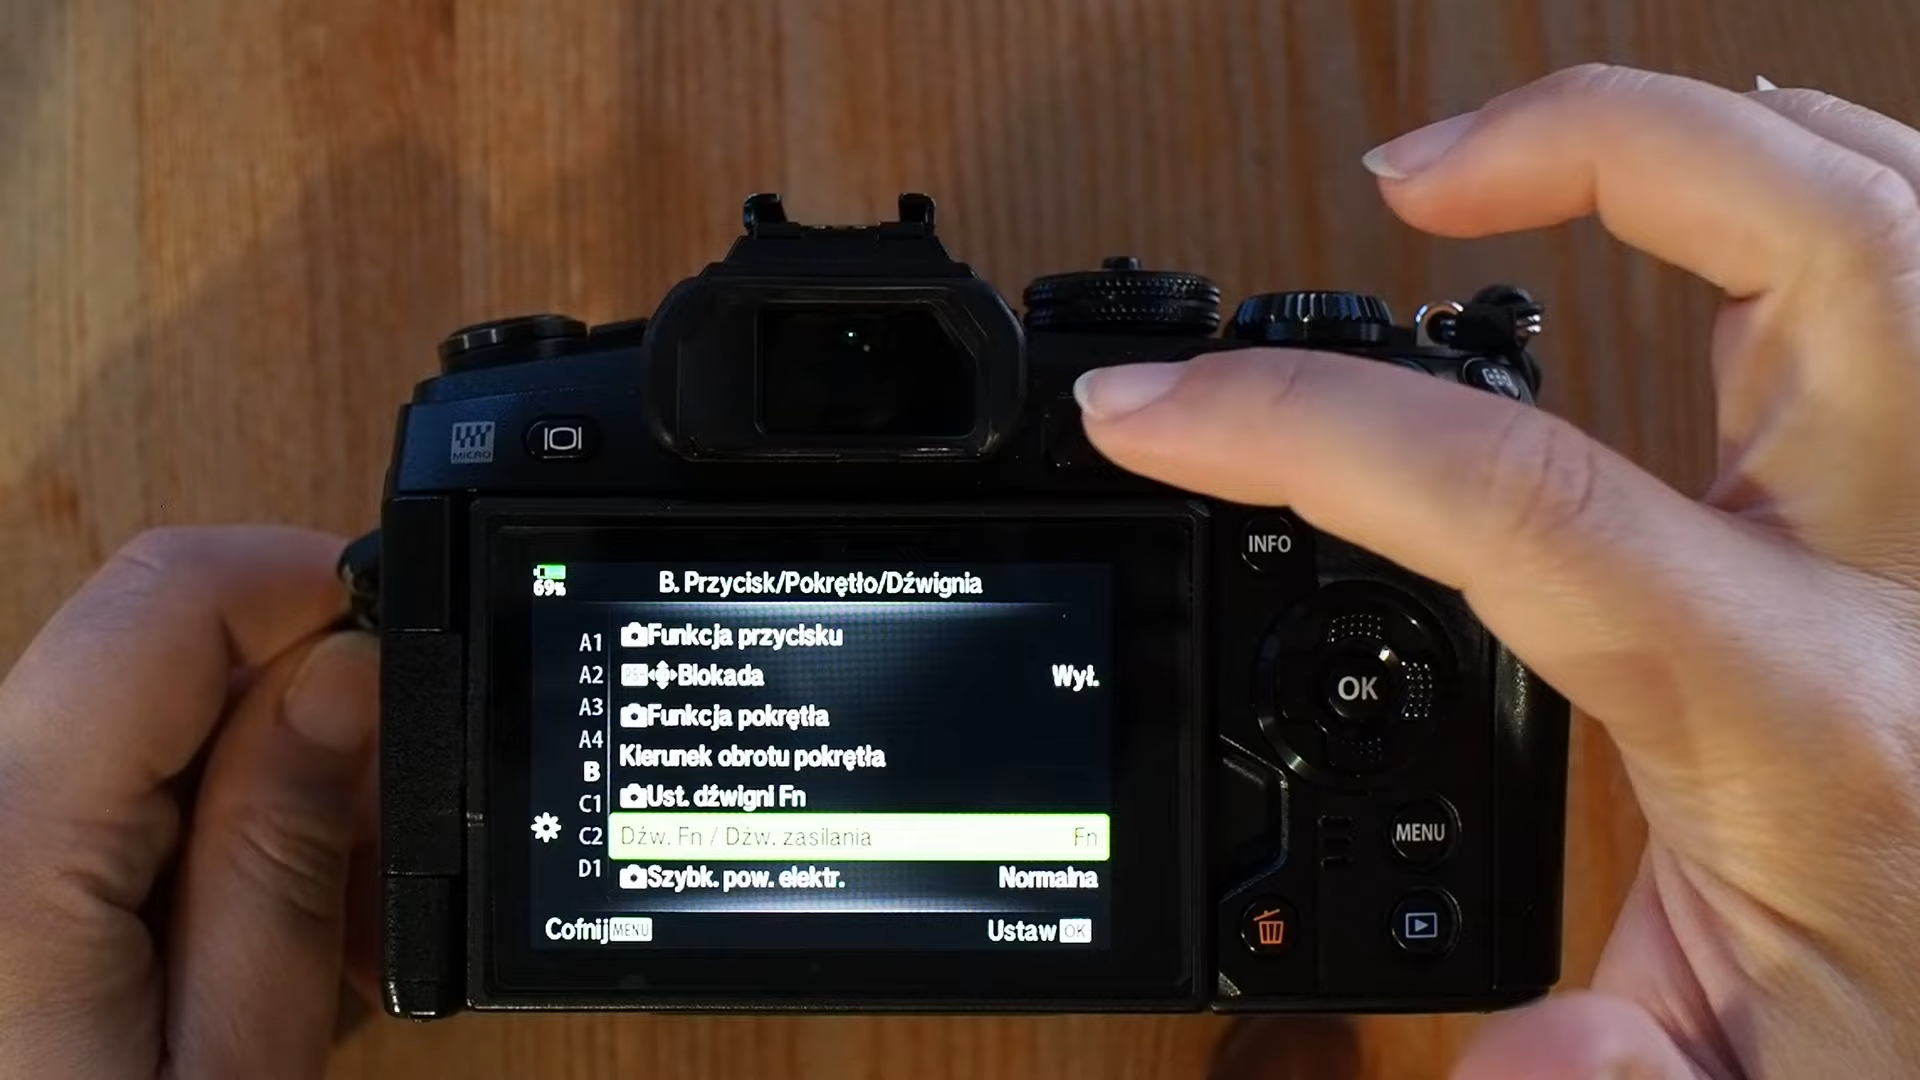 MICRO
INFO
69%
B. Przycisk/Pokrętło/Dźwignia
A1
A2
A3
A4
B
C1
C2
D1
Funkcja przycisku
Blokada Wył.
Funkcja pokrętła
Kierunek obrotu pokrętła
Ust. dźwigni Fn
Dźw. Fn / Dźw. zasilania Fn
Szybk. pow. elektr. Normalna
Cofnij MENU
Ustaw OK
OK
MENU